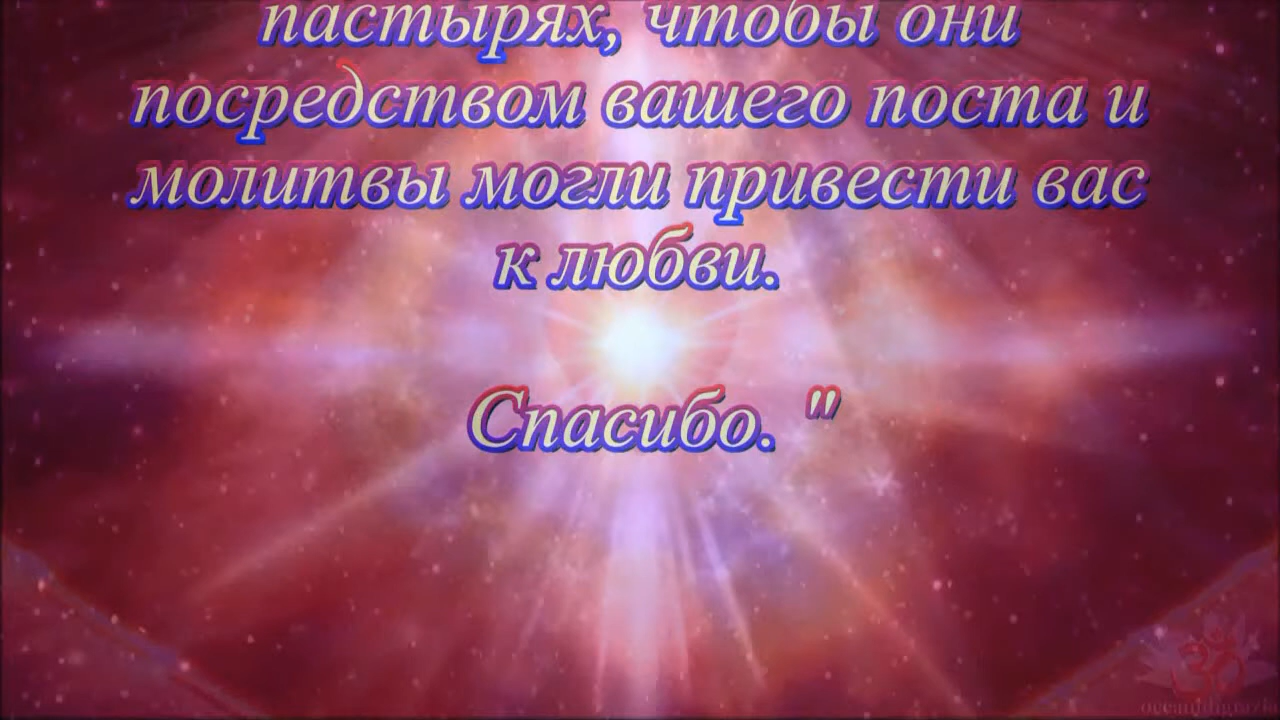 пастырях, чтобы они
посредством вашего поста и
молитвы могли привести вас
к любви.
Спасибо. "